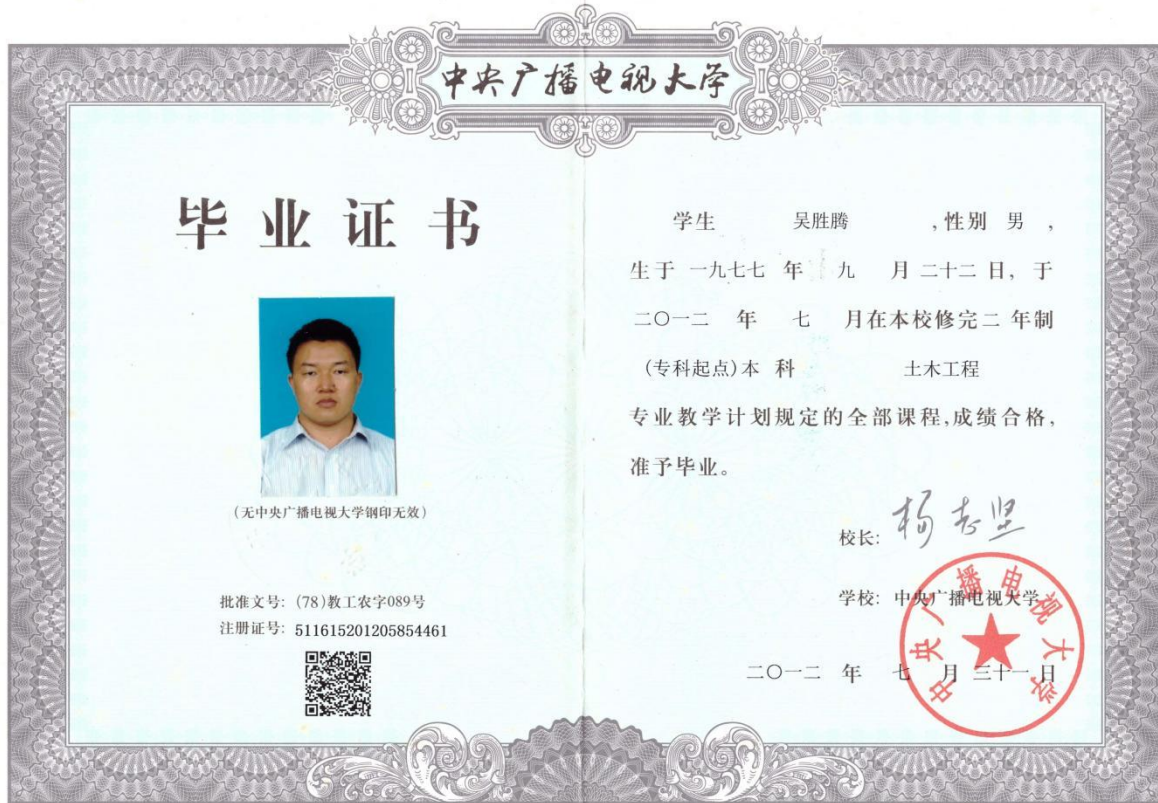 中央广播电视大学
毕业证书
(无中央广播电视大学钢印无效)
批准文号: (78)教工农字089号
注册证号: 511615201205854461
学生 吴胜腾 ,性别 男 ,
生于 一九七七 年 九 月 二十二 日, 于
二〇一二 年 七 月在本校修完二 年制
(专科起点)本 科 土木工程
专业教学计划规定的全部课程,成绩合格,
准予毕业。
校长: 杨志坚
学校: 中央广播电视大学
二〇一二 年 七 月 三十一 日
中央广播电视大学